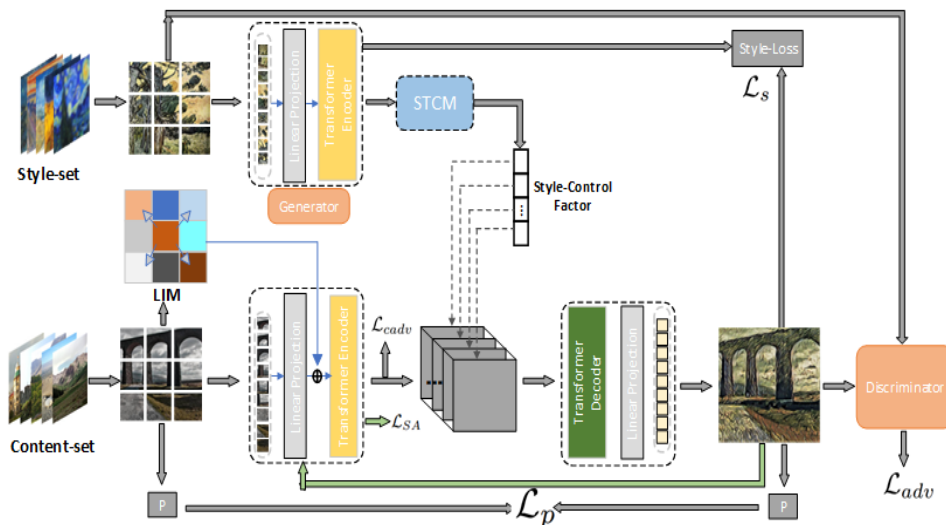 Style-set
Linear Projection
Transformer Encoder
STCM
Style-Loss
ℒs
Generator
Style-Control
Factor
LIM
Content-set
Linear Projection
Transformer Encoder
ℒcadv
ℒSA
Transformer
Decoder
Linear Projection
Discriminator
ℒadv
P
ℒp
P